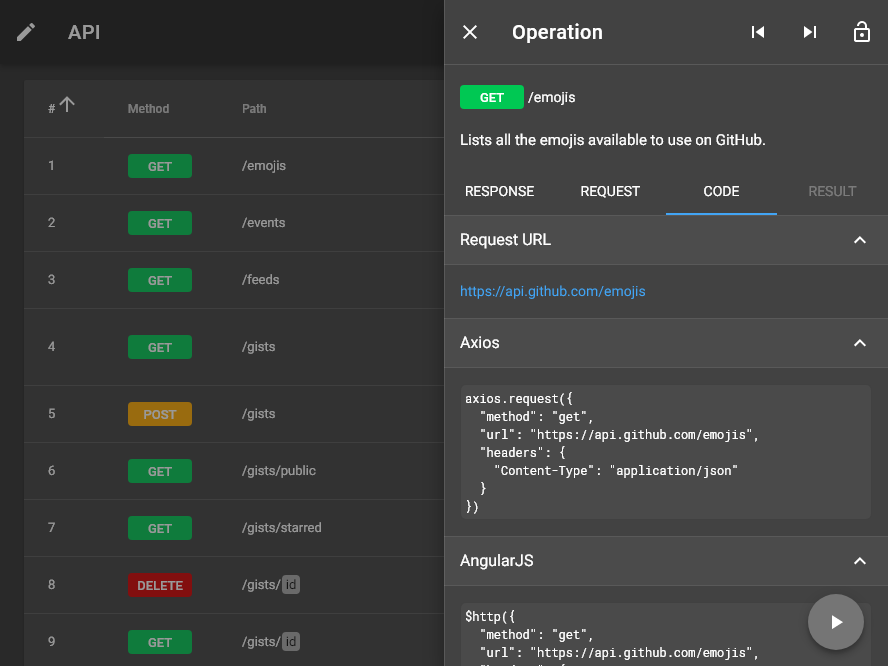 API
# Method Path
1 GET /emojis
2 GET /events
3 GET /feeds
4 GET /gists
5 POST /gists
6 GET /gists/public
7 GET /gists/starred
8 DELETE /gists/ id
9 GET /gists/ id
Operation
GET /emojis
Lists all the emojis available to use on GitHub.
RESPONSE REQUEST CODE RESULT
Request URL
https://api.github.com/emojis
Axios
axios.request({
  "method": "get",
  "url": "https://api.github.com/emojis",
  "headers": {
    "Content-Type": "application/json"
  }
})
AngularJS
$http({
  "method": "get",
  "url": "https://api.github.com/emojis",